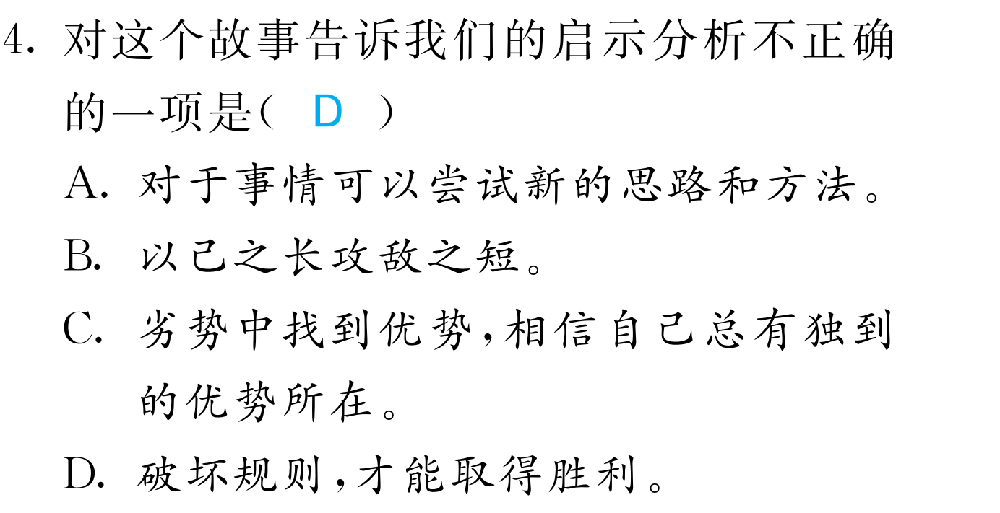 4. 对这个故事告诉我们的启示分析不正确
的一项是( D )
A. 对于事情可以尝试新的思路和方法。
B. 以己之长攻敌之短。
C. 劣势中找到优势,相信自己总有独到
的优势所在。
D. 破坏规则,才能取得胜利。